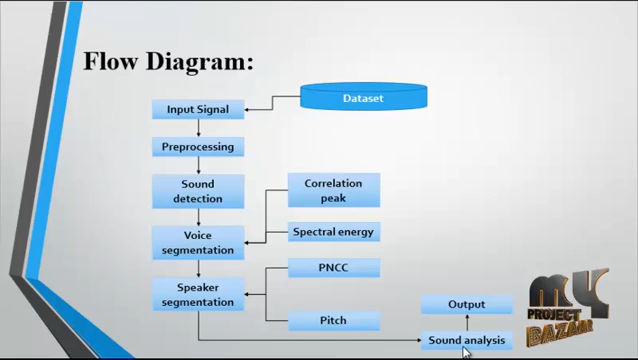 Flow Diagram:
Dataset
Input Signal
Preprocessing
Sound
detection
Correlation
peak
Voice
segmentation
Spectral energy
Speaker
segmentation
PNCC
Pitch
Output
Sound analysis
MY
PROJECT
BAZAAR